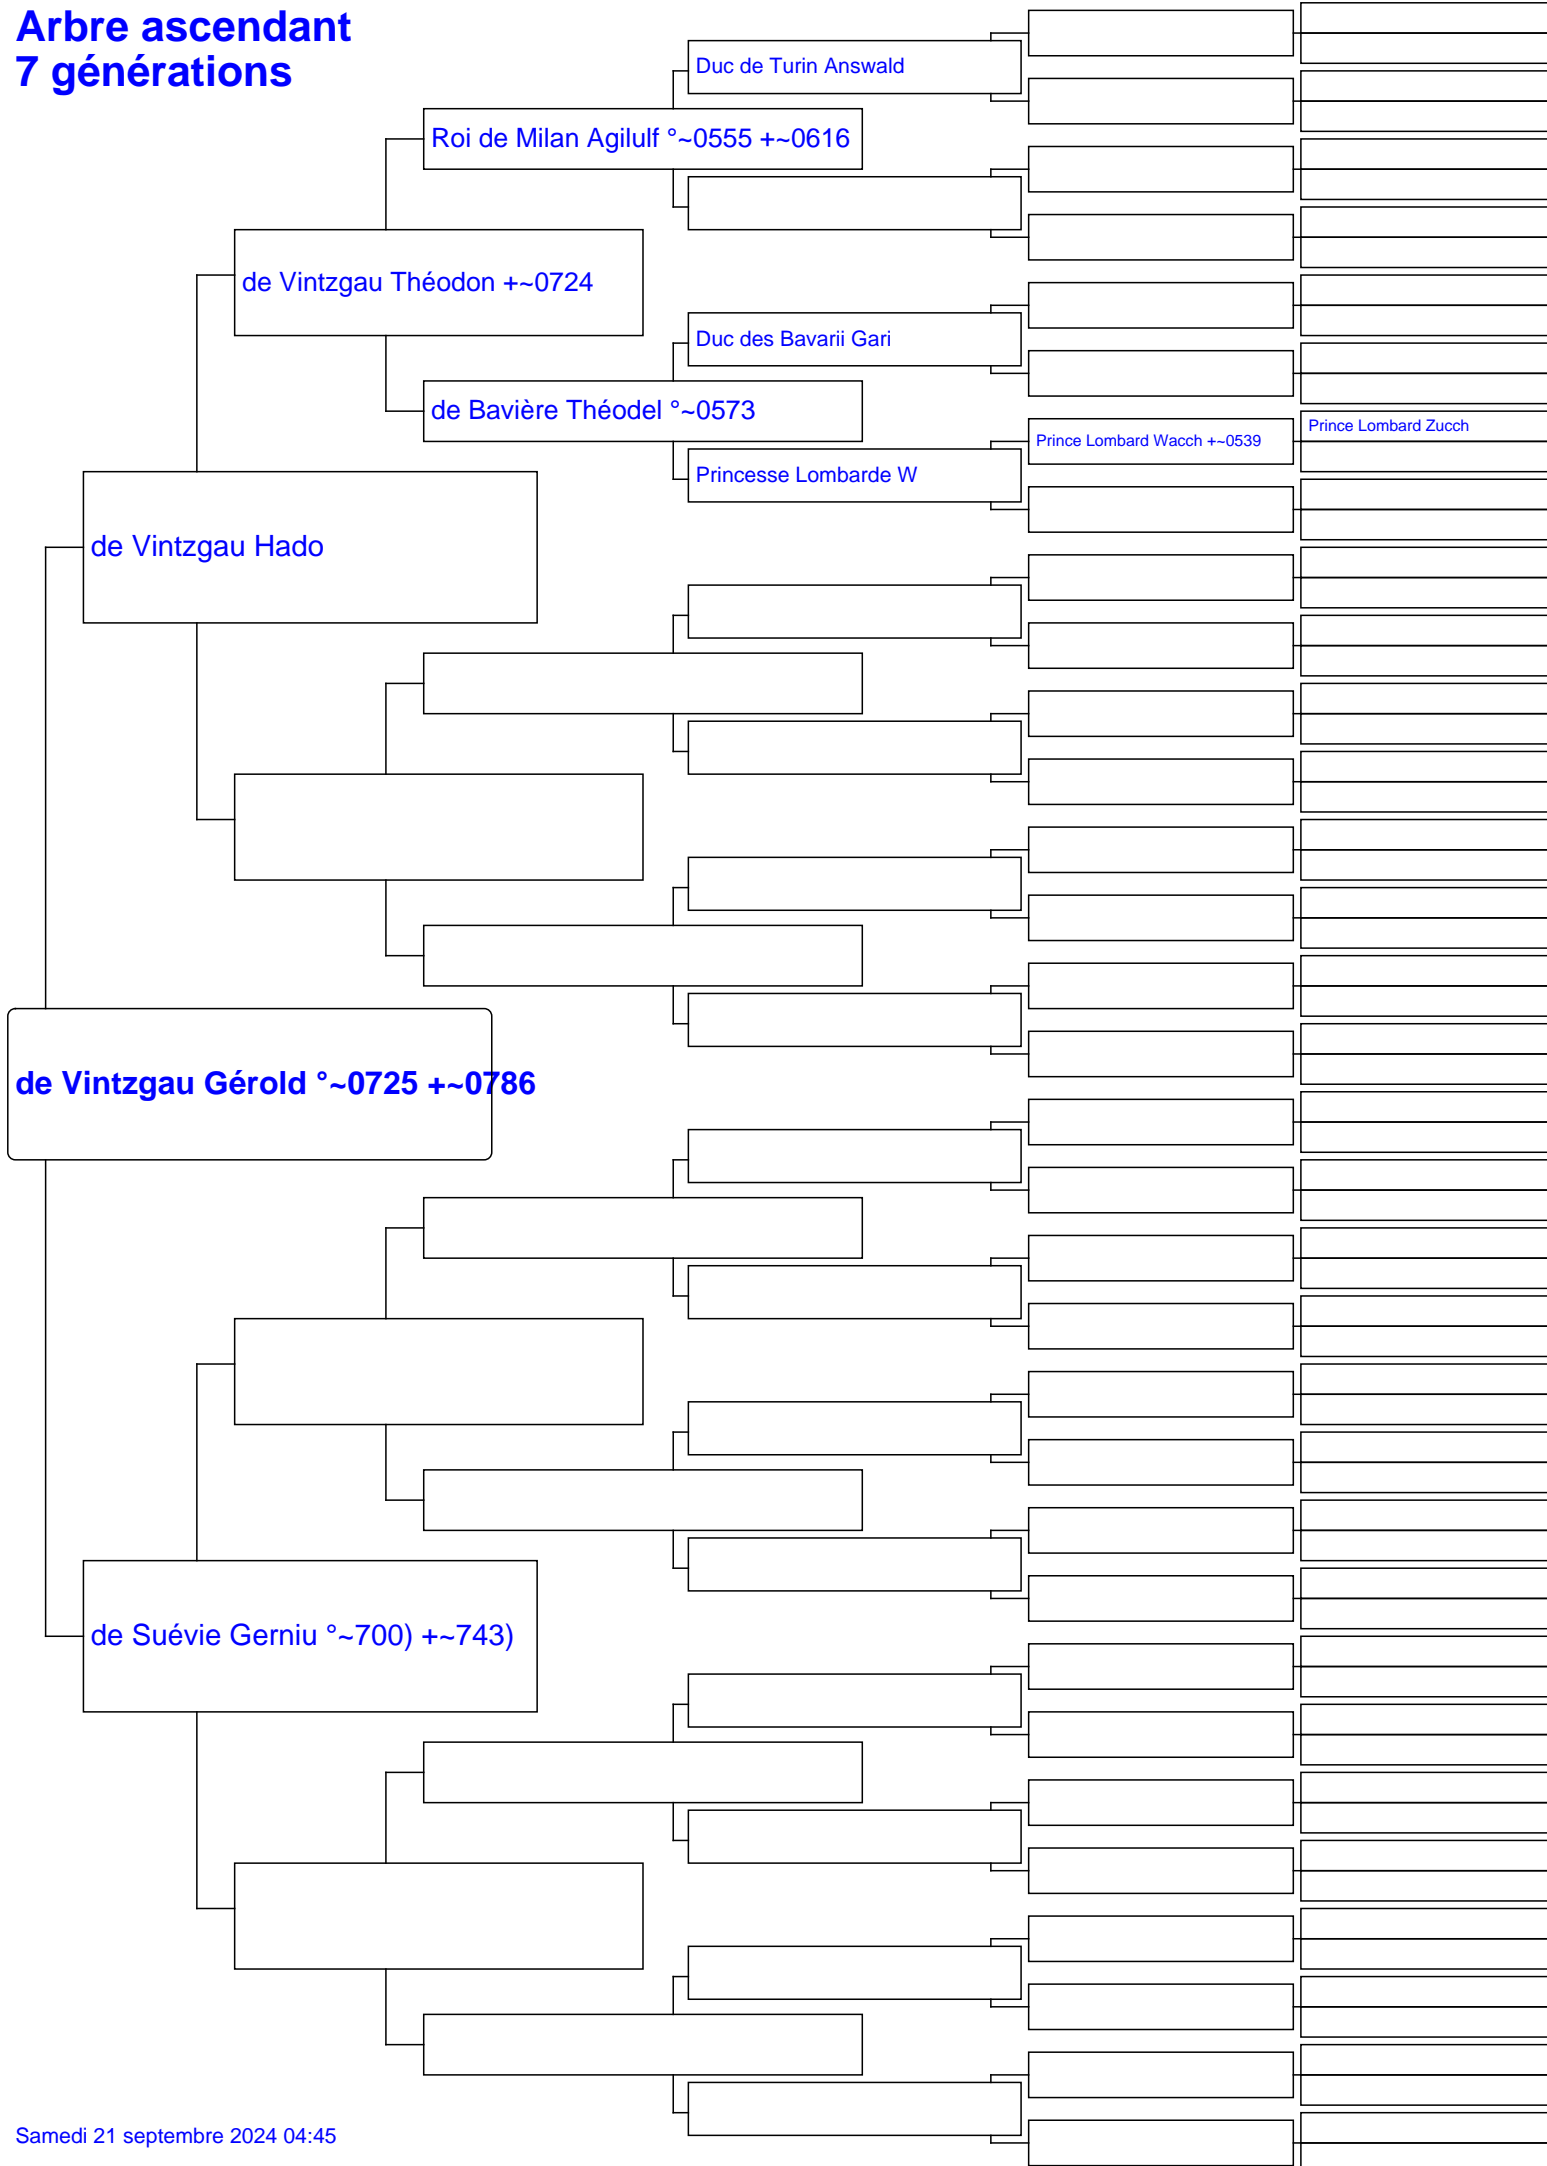 Arbre ascendant
7 générations
Duc de Turin Answald
Roi de Milan Agilulf °~0555 +~0616
de Vintzgau Théodon +~0724
Duc des Bavarii Gari
de Bavière Théodel °~0573
Prince Lombard Wacch +~0539
Prince Lombard Zucch
Princesse Lombarde W
de Vintzgau Hado
de Vintzgau Gérold °~0725 +~0786
de Suévie Gerniu °~700) +~743)
Samedi 21 septembre 2024 04:45